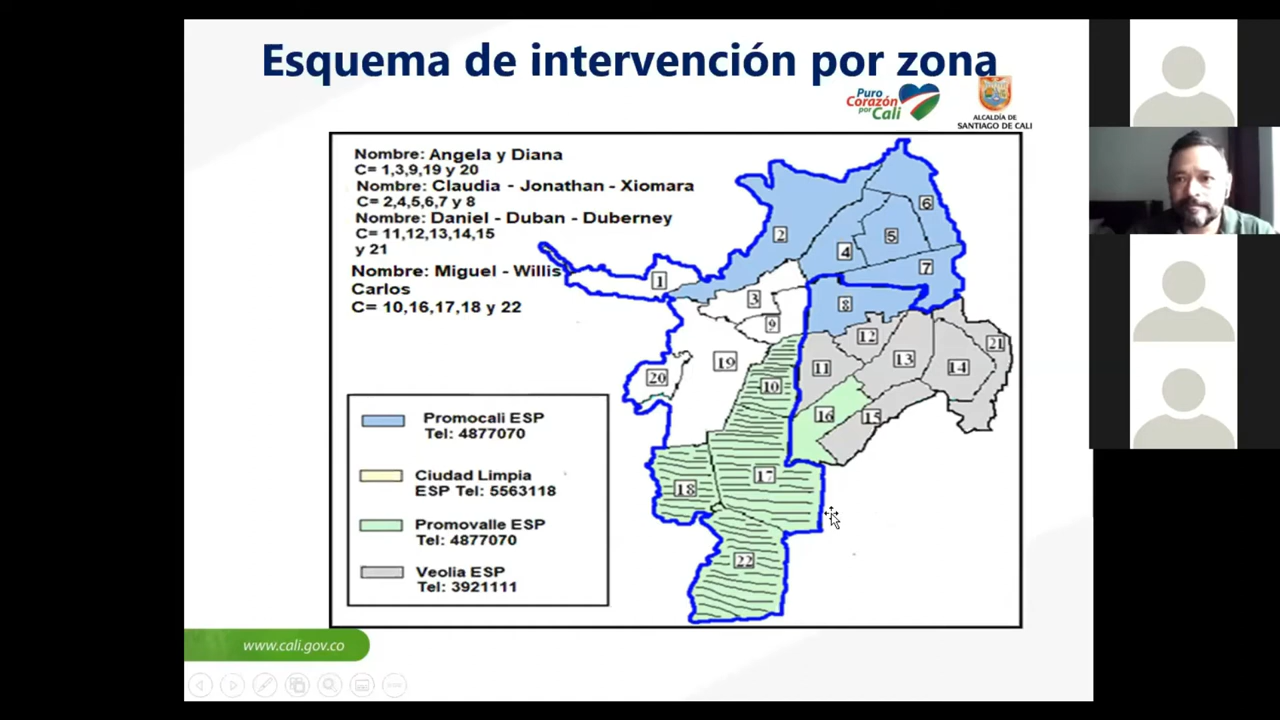 Esquema de intervención por zona
Puro
Corazón
por Cali
ALCALDÍA DE
SANTIAGO DE CALI
Nombre: Angela y Diana
C= 1,3,9,19 y 20
Nombre: Claudia - Jonathan - Xiomara
C= 2,4,5,6,7 y 8
Nombre: Daniel - Duban - Duberney
C= 11,12,13,14,15
y 21
Nombre: Miguel - Willis
Carlos
C= 10,16,17,18 y 22
6
2
5
4
7
1
3
8
9
12
21
19
11
13
14
20
10
16
15
17
18
22
Promocali ESP
Tel: 4877070
Ciudad Limpia
ESP Tel: 5563118
Promovalle ESP
Tel: 4877070
Veolia ESP
Tel: 3921111
www.cali.gov.co